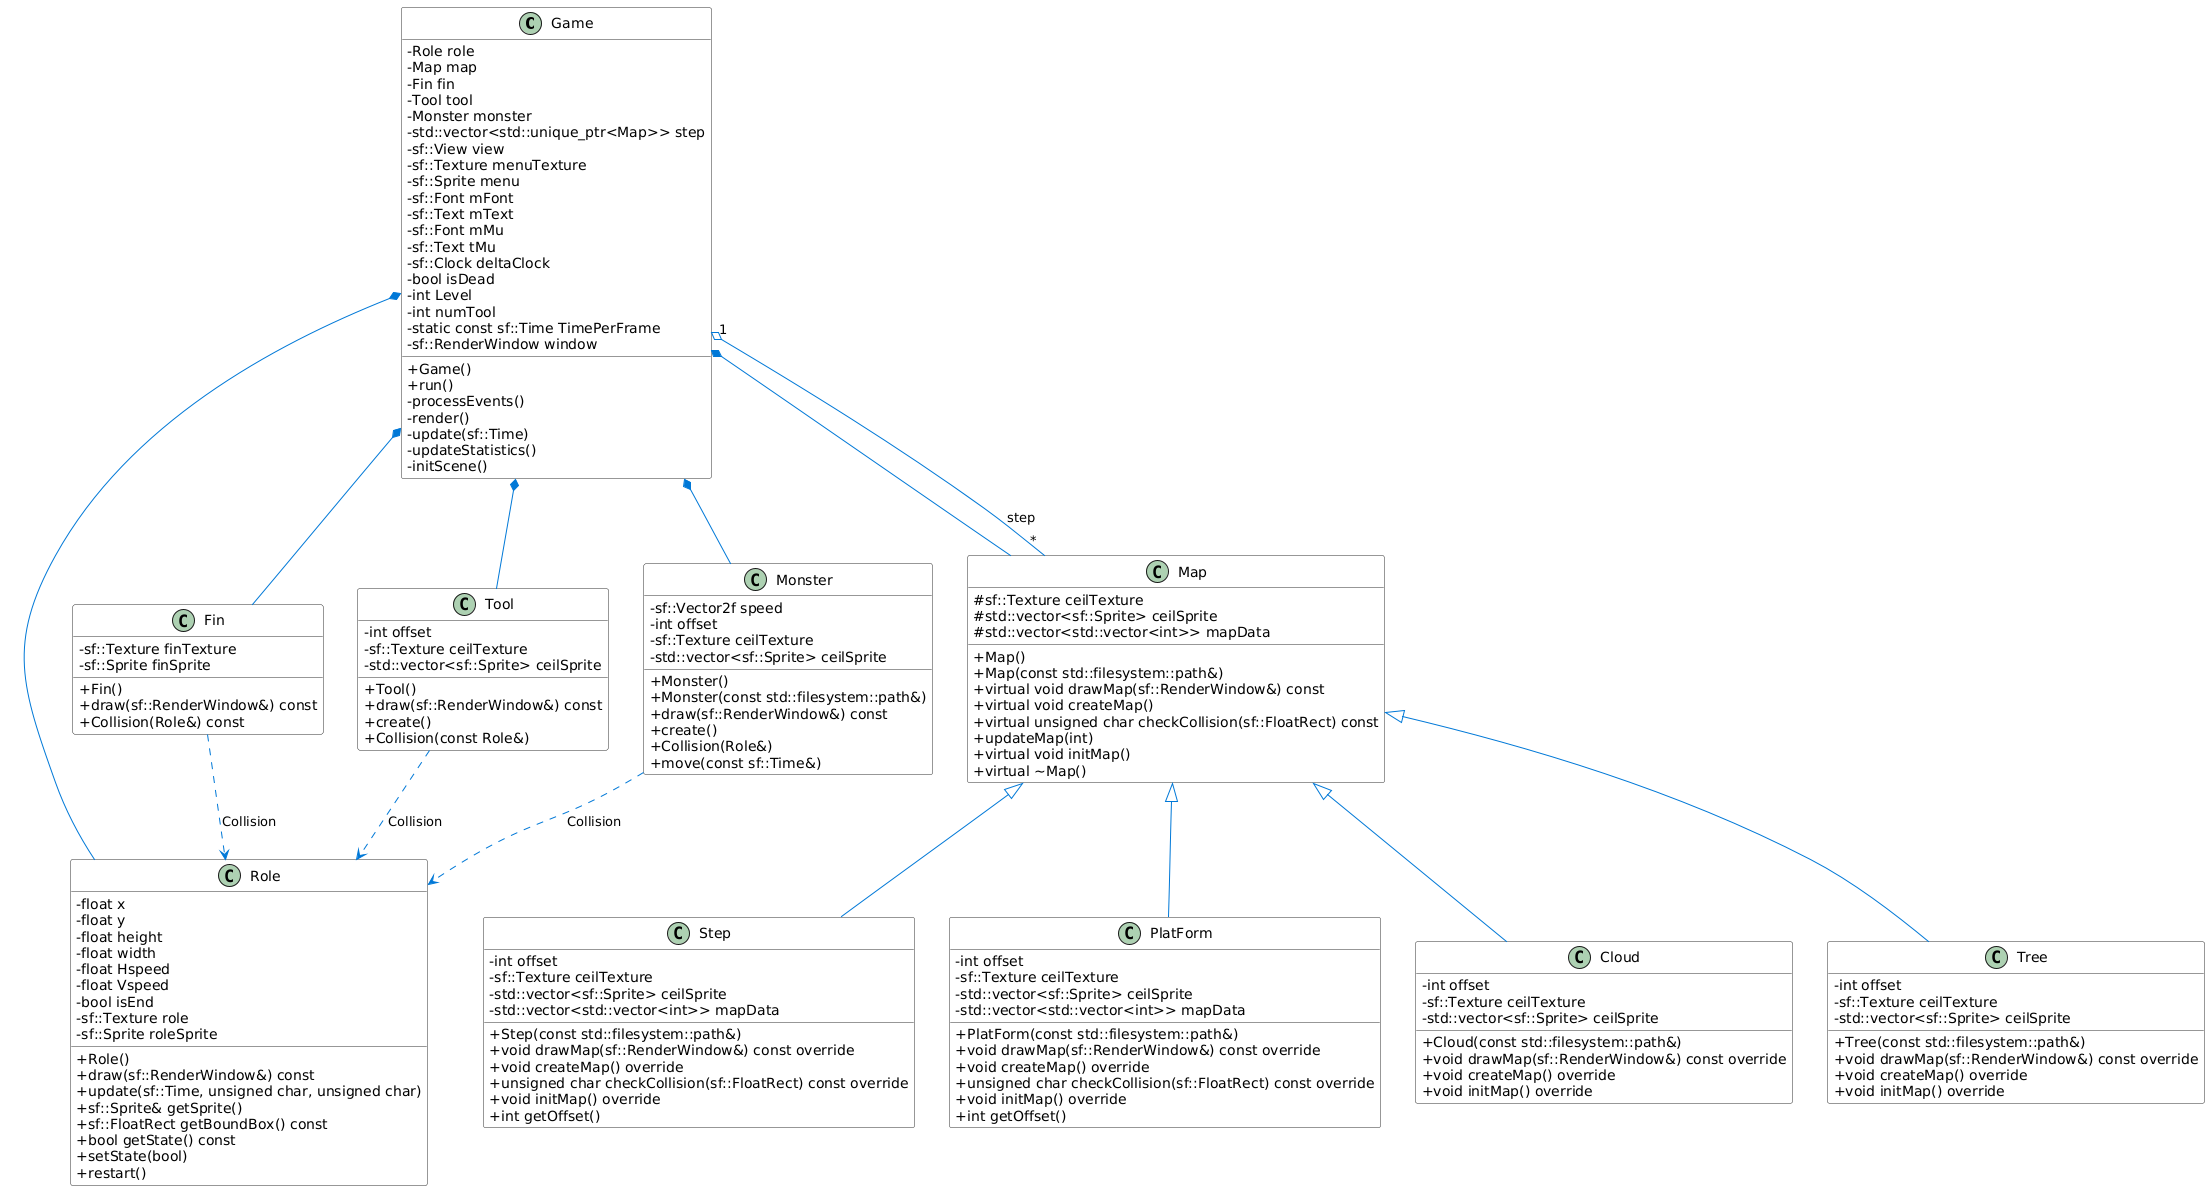 C Game
-Role role
-Map map
-Fin fin
-Tool tool
-Monster monster
-std::vector<std::unique_ptr<Map>> step
-sf::View view
-sf::Texture menuTexture
-sf::Sprite menu
-sf::Font mFont
-sf::Text mText
-sf::Font mMu
-sf::Text tMu
-sf::Clock deltaClock
-bool isDead
-int Level
-int numTool
-static const sf::Time TimePerFrame
-sf::RenderWindow window
+Game()
+run()
-processEvents()
-render()
-update(sf::Time)
-updateStatistics()
-initScene()
1
step
*
C Fin
-sf::Texture finTexture
-sf::Sprite finSprite
+Fin()
+draw(sf::RenderWindow&) const
+Collision(Role&) const
C Tool
-int offset
-sf::Texture ceilTexture
-std::vector<sf::Sprite> ceilSprite
+Tool()
+draw(sf::RenderWindow&) const
+create()
+Collision(const Role&)
C Monster
-sf::Vector2f speed
-int offset
-sf::Texture ceilTexture
-std::vector<sf::Sprite> ceilSprite
+Monster()
+Monster(const std::filesystem::path&)
+draw(sf::RenderWindow&) const
+create()
+Collision(Role&)
+move(const sf::Time&)
C Map
#sf::Texture ceilTexture
#std::vector<sf::Sprite> ceilSprite
#std::vector<std::vector<int>> mapData
+Map()
+Map(const std::filesystem::path&)
+virtual void drawMap(sf::RenderWindow&) const
+virtual void createMap()
+virtual unsigned char checkCollision(sf::FloatRect) const
+updateMap(int)
+virtual void initMap()
+virtual ~Map()
Collision
Collision
Collision
C Role
-float x
-float y
-float height
-float width
-float Hspeed
-float Vspeed
-bool isEnd
-sf::Texture role
-sf::Sprite roleSprite
+Role()
+draw(sf::RenderWindow&) const
+update(sf::Time, unsigned char, unsigned char)
+sf::Sprite& getSprite()
+sf::FloatRect getBoundBox() const
+bool getState() const
+setState(bool)
+restart()
C Step
-int offset
-sf::Texture ceilTexture
-std::vector<sf::Sprite> ceilSprite
-std::vector<std::vector<int>> mapData
+Step(const std::filesystem::path&)
+void drawMap(sf::RenderWindow&) const override
+void createMap() override
+unsigned char checkCollision(sf::FloatRect) const override
+void initMap() override
+int getOffset()
C PlatForm
-int offset
-sf::Texture ceilTexture
-std::vector<sf::Sprite> ceilSprite
-std::vector<std::vector<int>> mapData
+PlatForm(const std::filesystem::path&)
+void drawMap(sf::RenderWindow&) const override
+void createMap() override
+unsigned char checkCollision(sf::FloatRect) const override
+void initMap() override
+int getOffset()
C Cloud
-int offset
-sf::Texture ceilTexture
-std::vector<sf::Sprite> ceilSprite
+Cloud(const std::filesystem::path&)
+void drawMap(sf::RenderWindow&) const override
+void createMap() override
+void initMap() override
C Tree
-int offset
-sf::Texture ceilTexture
-std::vector<sf::Sprite> ceilSprite
+Tree(const std::filesystem::path&)
+void drawMap(sf::RenderWindow&) const override
+void createMap() override
+void initMap() override